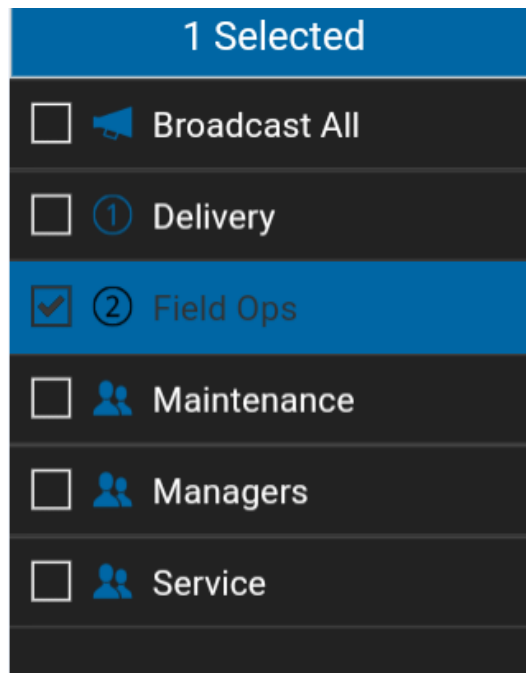 1 Selected
Broadcast All
1 Delivery
2 Field Ops
Maintenance
Managers
Service